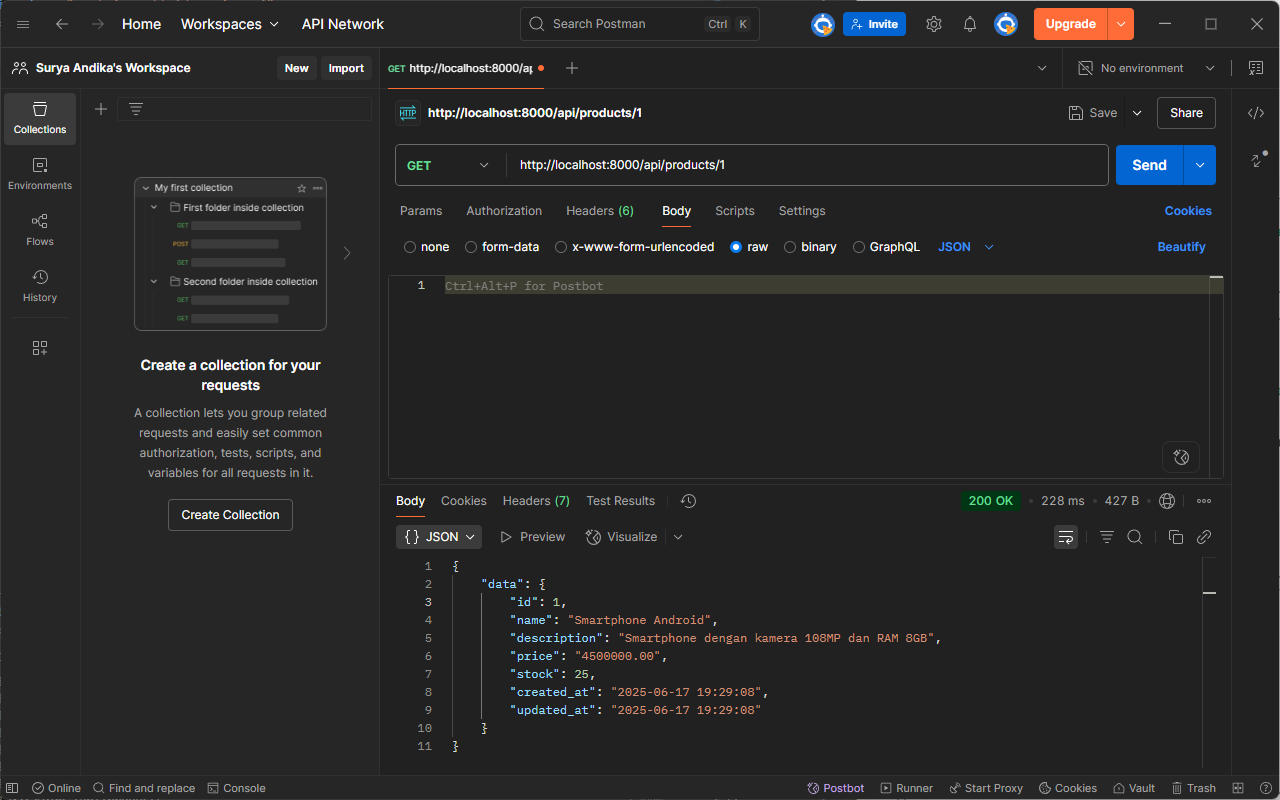 Home Workspaces API Network Search Postman Ctrl K Invite Upgrade
Surya Andika's Workspace New Import GET http://localhost:8000/ap No environment
Collections
Environments
Flows
History
My first collection
First folder inside collection
GET
POST
GET
Second folder inside collection
GET
GET
Create a collection for your
requests
A collection lets you group related
requests and easily set common
authorization, tests, scripts, and
variables for all requests in it.
Create Collection
HTTP http://localhost:8000/api/products/1 Save Share
GET http://localhost:8000/api/products/1 Send
Params Authorization Headers (6) Body Scripts Settings Cookies
none form-data x-www-form-urlencoded raw binary GraphQL JSON Beautify
1 Ctrl+Alt+P for Postbot
Body Cookies Headers (7) Test Results 200 OK • 228 ms • 427 B
{ } JSON Preview Visualize
1 {
2 "data": {
3 "id": 1,
4 "name": "Smartphone Android",
5 "description": "Smartphone dengan kamera 108MP dan RAM 8GB",
6 "price": "4500000.00",
7 "stock": 25,
8 "created_at": "2025-06-17 19:29:08",
9 "updated_at": "2025-06-17 19:29:08"
10 }
11 }
Online Find and replace Console Postbot Runner Start Proxy Cookies Vault Trash